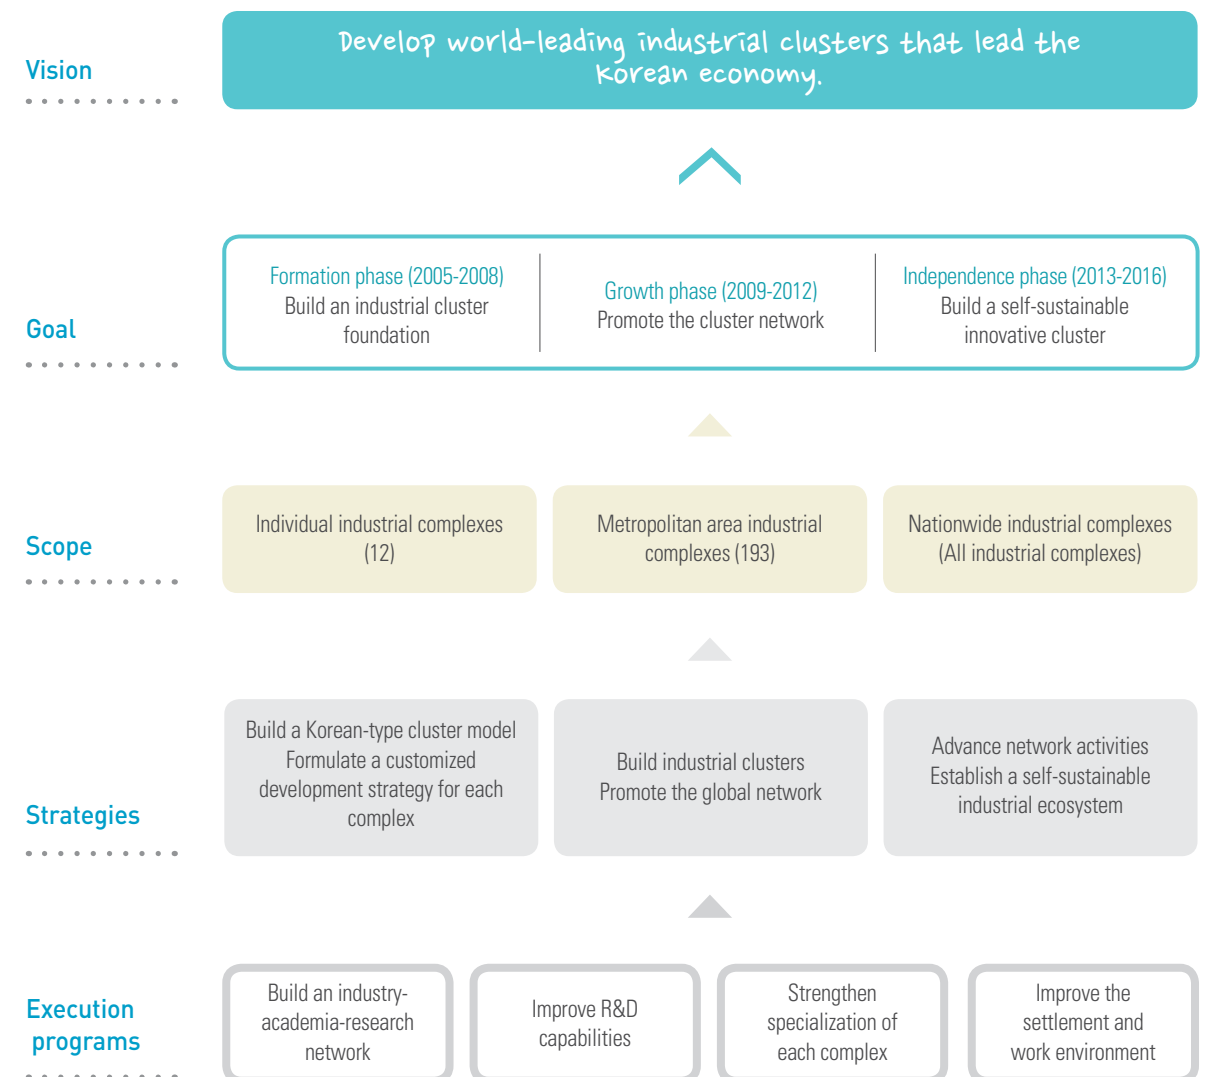 Vision
Develop world-leading industrial clusters that lead the
Korean economy.
Goal
Formation phase (2005-2008)
Build an industrial cluster
foundation
Growth phase (2009-2012)
Promote the cluster network
Independence phase (2013-2016)
Build a self-sustainable
innovative cluster
Scope
Individual industrial complexes
(12)
Metropolitan area industrial
complexes (193)
Nationwide industrial complexes
(All industrial complexes)
Strategies
Build a Korean-type cluster model
Formulate a customized
development strategy for each
complex
Build industrial clusters
Promote the global network
Advance network activities
Establish a self-sustainable
industrial ecosystem
Execution
programs
Build an industry-
academia-research
network
Improve R&D
capabilities
Strengthen
specialization of
each complex
Improve the
settlement and
work environment